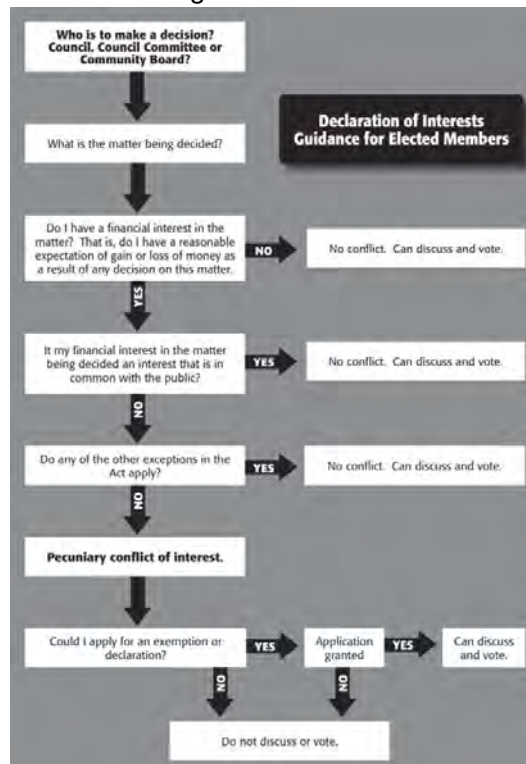 Who is to make a decision?
Council, Council Committee or
Community Board?
Declaration of Interests
Guidance for Elected Members
What is the matter being decided?
Do I have a financial interest in the
matter? That is, do I have a reasonable
expectation of gain or loss of money as
a result of any decision on this matter.
NO
No conflict. Can discuss and vote.
YES
It my financial interest in the matter
being decided an interest that is in
common with the public?
YES
No conflict. Can discuss and vote.
NO
Do any of the other exceptions in the
Act apply?
YES
No conflict. Can discuss and vote.
NO
Pecuniary conflict of interest.
Could I apply for an exemption or
declaration?
YES
Application
granted
YES
Can discuss
and vote.
NO
NO
Do not discuss or vote.